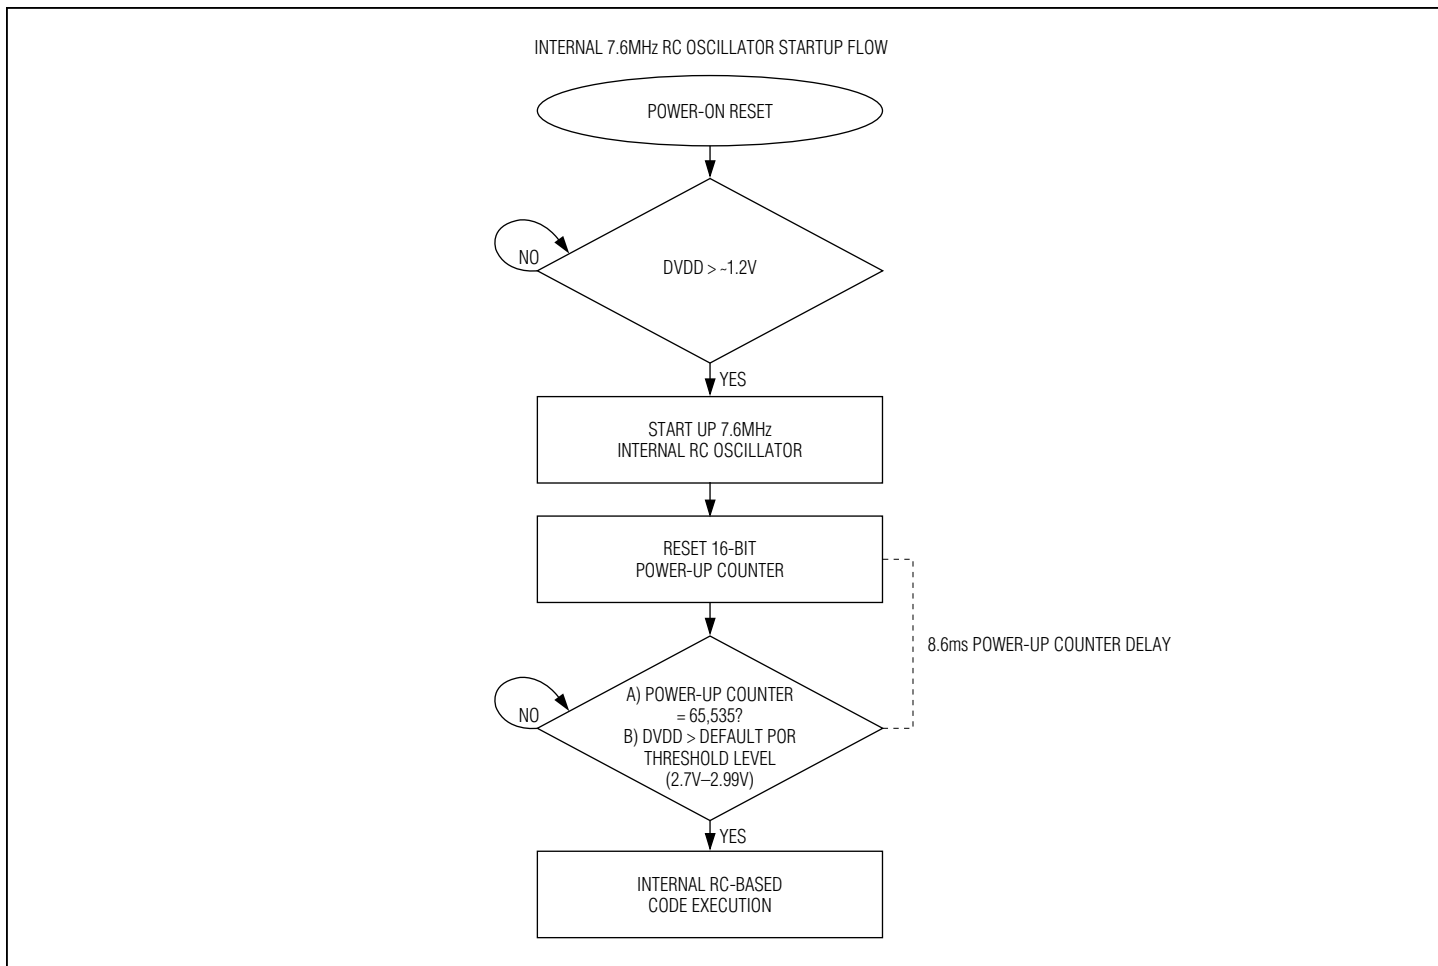 INTERNAL 7.6MHz RC OSCILLATOR STARTUP FLOW
POWER-ON RESET
NO
DVDD > ~1.2V
YES
START UP 7.6MHz
INTERNAL RC OSCILLATOR
RESET 16-BIT
POWER-UP COUNTER
8.6ms POWER-UP COUNTER DELAY
NO
A) POWER-UP COUNTER
= 65,535?
B) DVDD > DEFAULT POR
THRESHOLD LEVEL
(2.7V–2.99V)
YES
INTERNAL RC-BASED
CODE EXECUTION